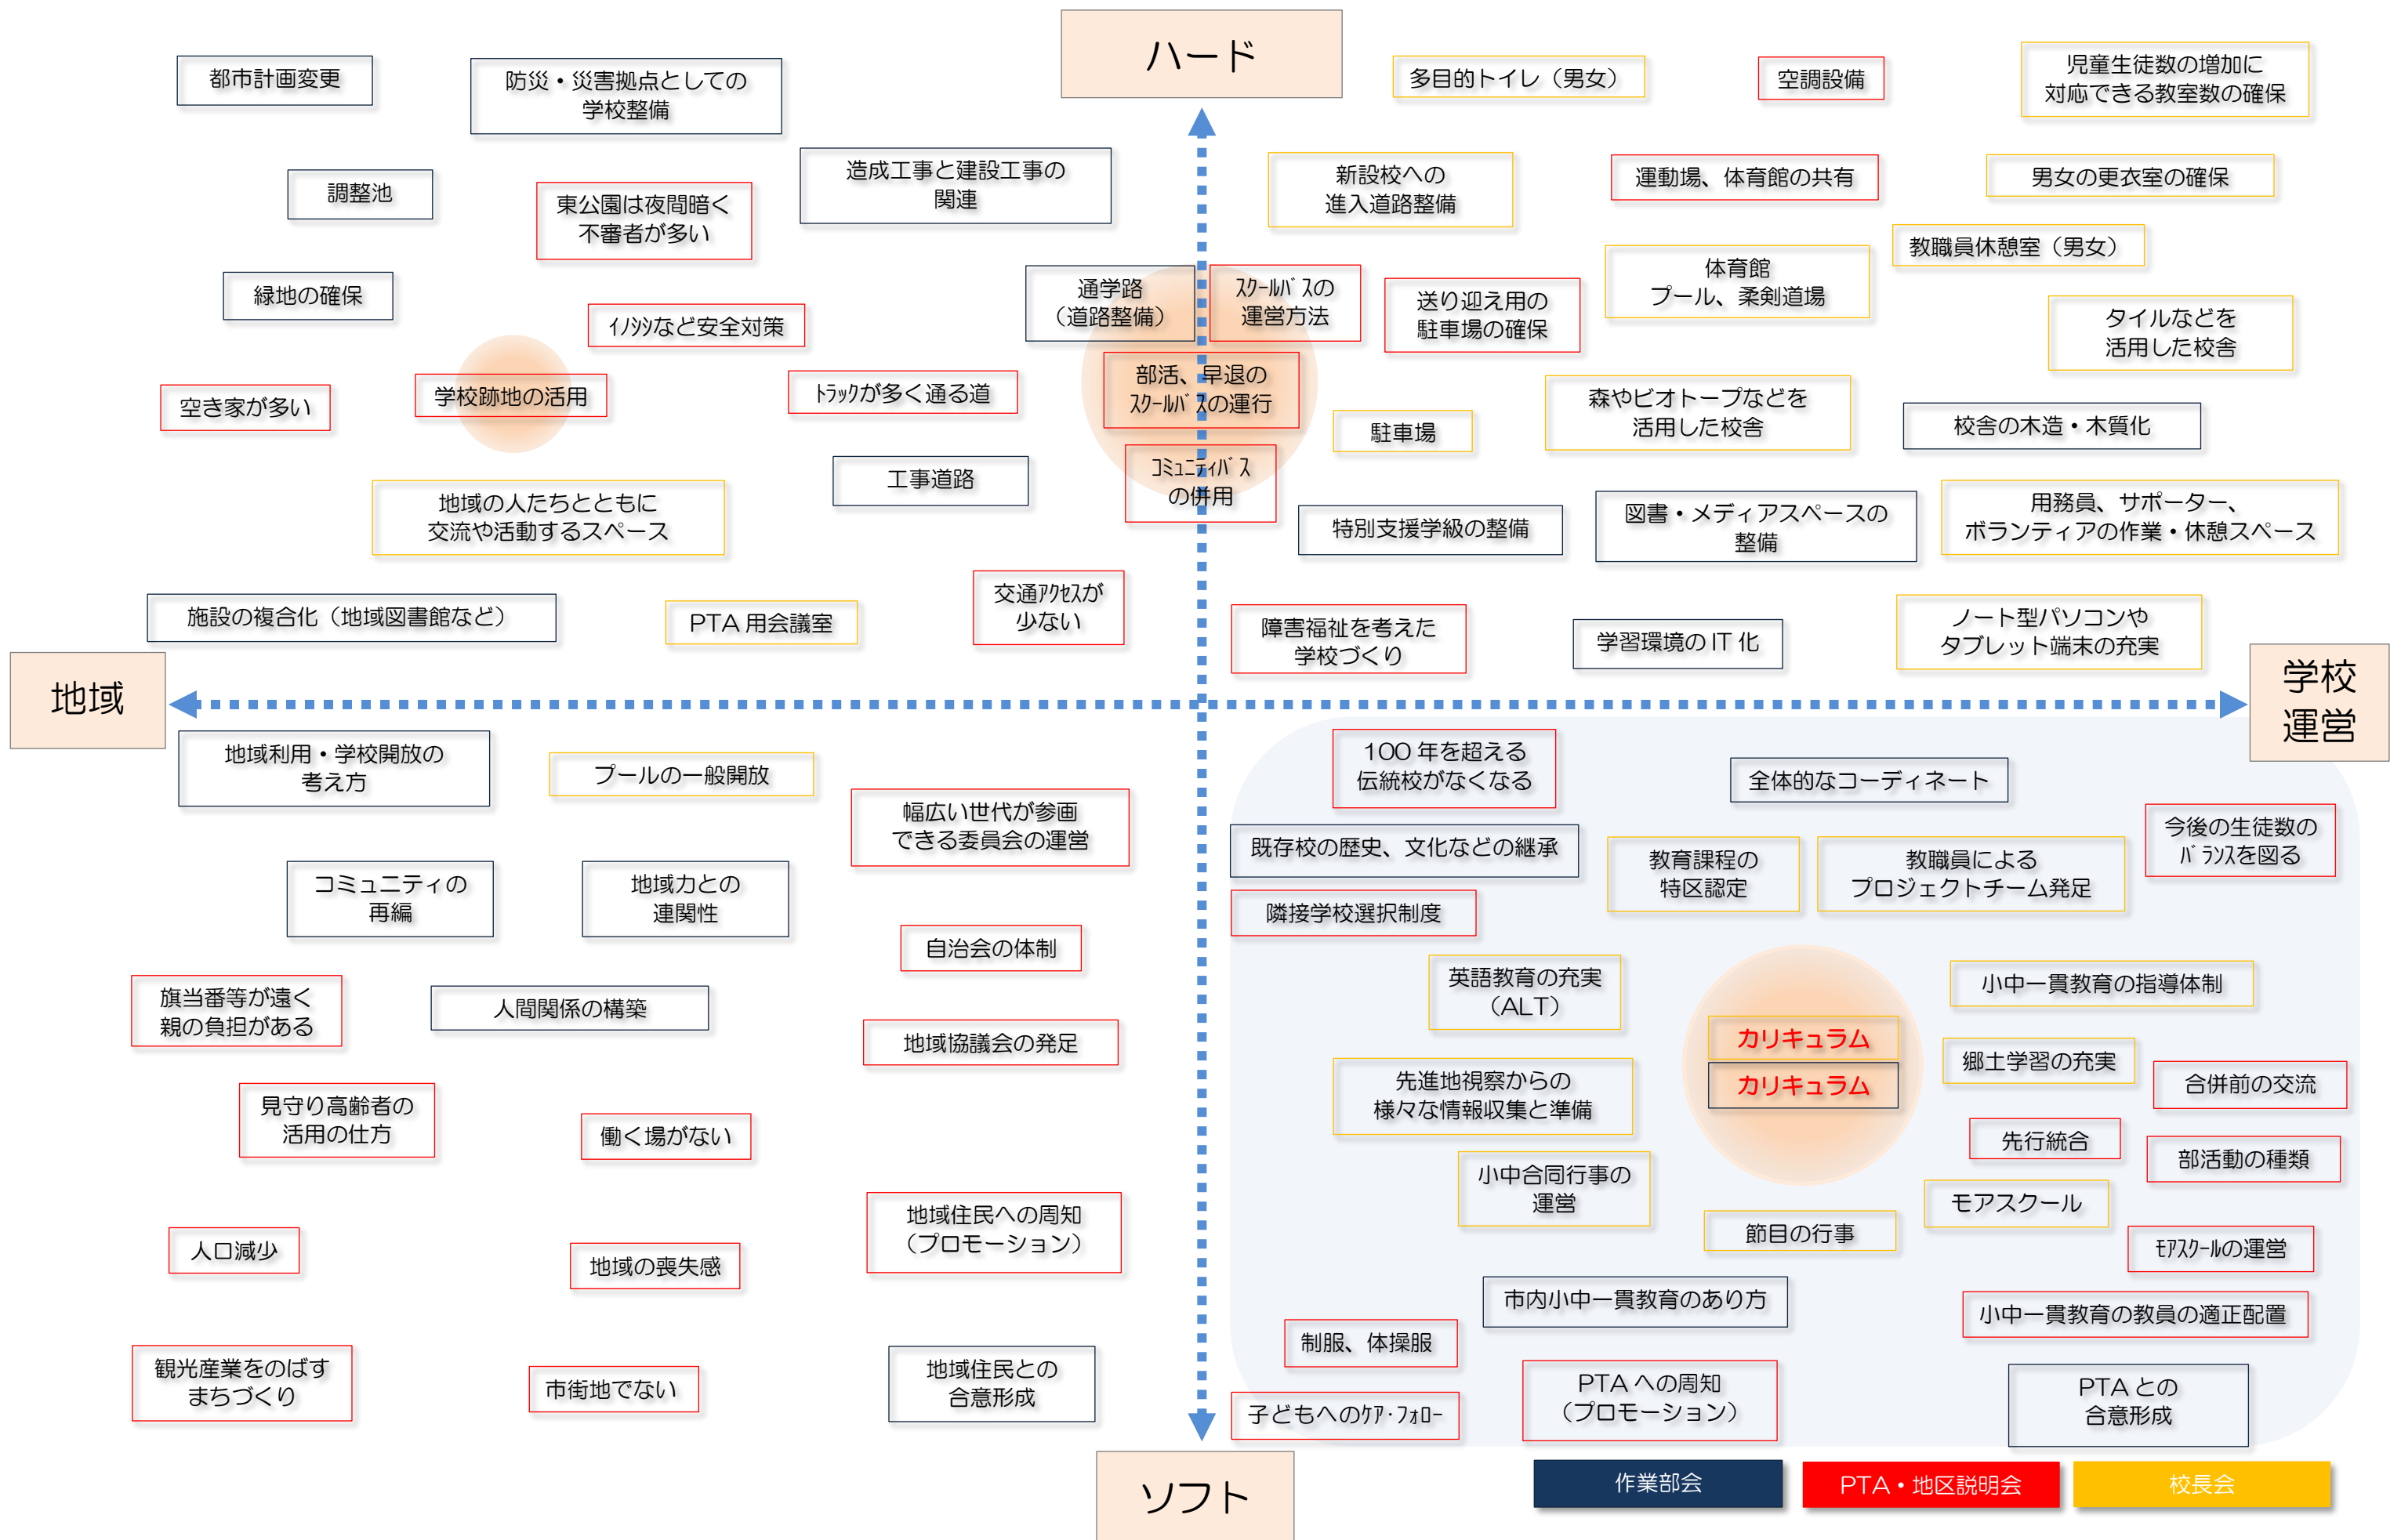 ハード
都市計画変更
防災・災害拠点としての
学校整備
多目的トイレ（男女）
空調設備
児童生徒数の増加に
対応できる教室数の確保
調整池
東公園は夜間暗く
不審者が多い
造成工事と建設工事の
関連
新設校への
進入道路整備
運動場、体育館の共有
男女の更衣室の確保
教職員休憩室（男女）
緑地の確保
ｲﾉｼｼなど安全対策
通学路
（道路整備）
ｽｸｰﾙﾊﾞｽの
運営方法
送り迎え用の
駐車場の確保
体育館
プール、柔剣道場
タイルなどを
活用した校舎
空き家が多い
学校跡地の活用
ﾄﾗｯｸが多く通る道
部活、早退の
ｽｸｰﾙﾊﾞｽの運行
駐車場
森やビオトープなどを
活用した校舎
校舎の木造・木質化
地域の人たちとともに
交流や活動するスペース
工事道路
ｺﾐｭﾆﾃｨﾊﾞｽ
の併用
特別支援学級の整備
図書・メディアスペースの
整備
用務員、サポーター、
ボランティアの作業・休憩スペース
施設の複合化（地域図書館など）
PTA 用会議室
交通ｱｸｾｽが
少ない
障害福祉を考えた
学校づくり
学習環境の IT 化
ノート型パソコンや
タブレット端末の充実
地域
学校
運営
地域利用・学校開放の
考え方
プールの一般開放
幅広い世代が参画
できる委員会の運営
100 年を超える
伝統校がなくなる
全体的なコーディネート
今後の生徒数の
ﾊﾞﾗﾝｽを図る
既存校の歴史、文化などの継承
教育課程の
特区認定
教職員による
プロジェクトチーム発足
コミュニティの
再編
地域力との
連関性
隣接学校選択制度
自治会の体制
英語教育の充実
（ALT）
小中一貫教育の指導体制
旗当番等が遠く
親の負担がある
人間関係の構築
地域協議会の発足
カリキュラム
カリキュラム
郷土学習の充実
合併前の交流
先進地視察からの
様々な情報収集と準備
見守り高齢者の
活用の仕方
働く場がない
先行統合
部活動の種類
小中合同行事の
運営
モアスクール
節目の行事
人口減少
地域の喪失感
地域住民への周知
（プロモーション）
ﾓｱｽｸｰﾙの運営
市内小中一貫教育のあり方
小中一貫教育の教員の適正配置
制服、体操服
観光産業をのばす
まちづくり
市街地でない
地域住民との
合意形成
子どもへのｹｱ･ﾌｫﾛｰ
PTA への周知
（プロモーション）
PTA との
合意形成
ソフト
作業部会
PTA・地区説明会
校長会